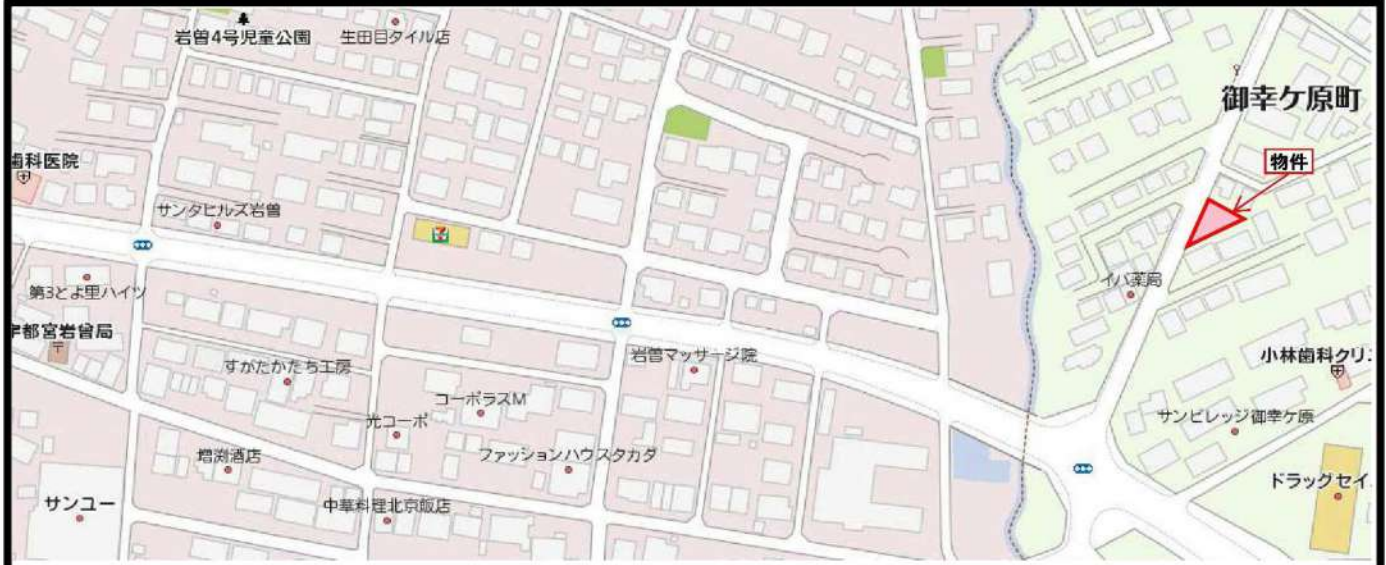 岩曽4号児童公園
生田目タイル店
御幸ケ原町
歯科医院
物件
サンタヒルズ岩曽
7
イバ薬局
第3とよ里ハイツ
宇都宮岩曽局
岩曽マッサージ院
小林歯科クリ
すがたかたち工房
コーポラスM
光コーポ
サンビレッジ御幸ケ原
増渕酒店
ファッションハウスタカダ
ドラッグセイ
サンユー
中華料理北京飯店